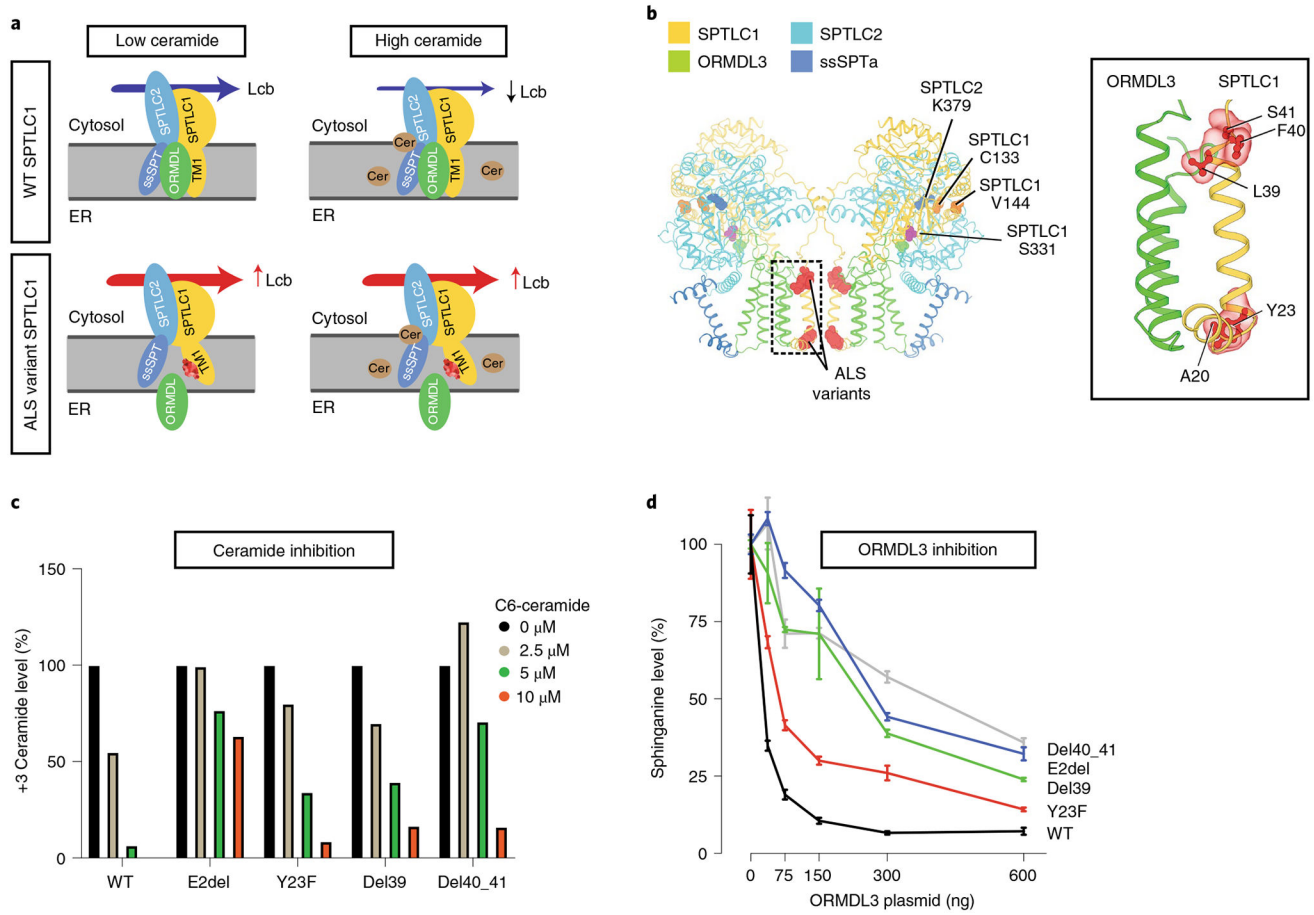 a
Low ceramide
High ceramide
WT SPTLC1
SPTLC2
SPTLC1
Lcb
Cytosol
ssSPT
ORMDL
TM1
ER
SPTLC2
SPTLC1
↓ Lcb
Cytosol
Cer
Cer
Cer
ssSPT
ORMDL
TM1
ER
ALS variant SPTLC1
SPTLC2
SPTLC1
↑ Lcb
Cytosol
ssSPT
TM1
ORMDL
ER
SPTLC2
SPTLC1
↑ Lcb
Cytosol
Cer
Cer
Cer
ssSPT
TM1
ORMDL
ER
b
SPTLC1
SPTLC2
ORMDL3
ssSPTa
SPTLC2
K379
SPTLC1
C133
SPTLC1
V144
SPTLC1
S331
ALS
variants
ORMDL3
SPTLC1
S41
F40
L39
Y23
A20
c
Ceramide inhibition
+3 Ceramide level (%)
150
100
50
0
C6-ceramide
0 μM
2.5 μM
5 μM
10 μM
WT
E2del
Y23F
Del39
Del40_41
d
ORMDL3 inhibition
Sphinganine level (%)
100
75
50
25
0
Del40_41
E2del
Del39
Y23F
WT
0
75
150
300
600
ORMDL3 plasmid (ng)